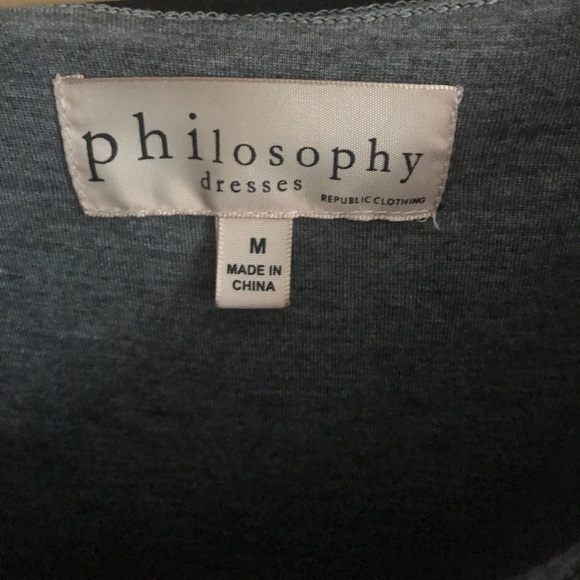 philosophy
dresses
REPUBLIC CLOTHING
M
MADE IN
CHINA